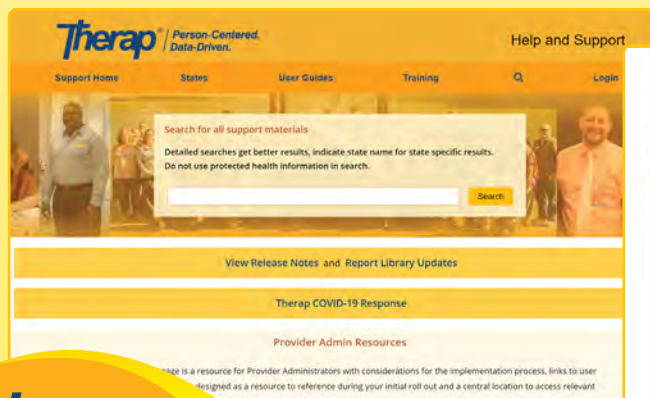 Therap® Person-Centered.
Data-Driven.
Help and Support
Support Home States User Guides Training Login
Search for all support materials
Detailed searches get better results, indicate state name for state specific results.
Do not use protected health information in search.
Search
View Release Notes and Report Library Updates
Therap COVID-19 Response
Provider Admin Resources
is a resource for Provider Administrators with considerations for the implementation process, links to user
designed as a resource to reference during your initial roll out and a central location to access relevant